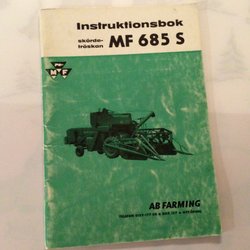 Instruktionsbok
skörde-
tröskan MF 685 S
MF
AB FARMING